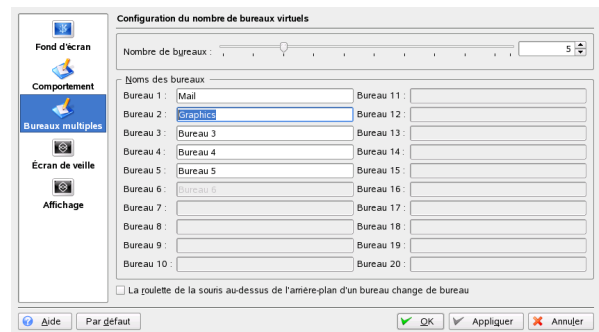 Configuration du nombre de bureaux virtuels
Fond d'écran
Comportement
Bureaux multiples
Écran de veille
Affichage
Nombre de bureaux : 5
Noms des bureaux
Bureau 1 : Mail
Bureau 11 :
Bureau 2 : Graphics
Bureau 12 :
Bureau 3 : Bureau 3
Bureau 13 :
Bureau 4 : Bureau 4
Bureau 14 :
Bureau 5 : Bureau 5
Bureau 15 :
Bureau 6 : Bureau 6
Bureau 16 :
Bureau 7 :
Bureau 17 :
Bureau 8 :
Bureau 18 :
Bureau 9 :
Bureau 19 :
Bureau 10 :
Bureau 20 :
La roulette de la souris au-dessus de l'arrière-plan d'un bureau change de bureau
Aide
Par défaut
OK
Appliquer
Annuler